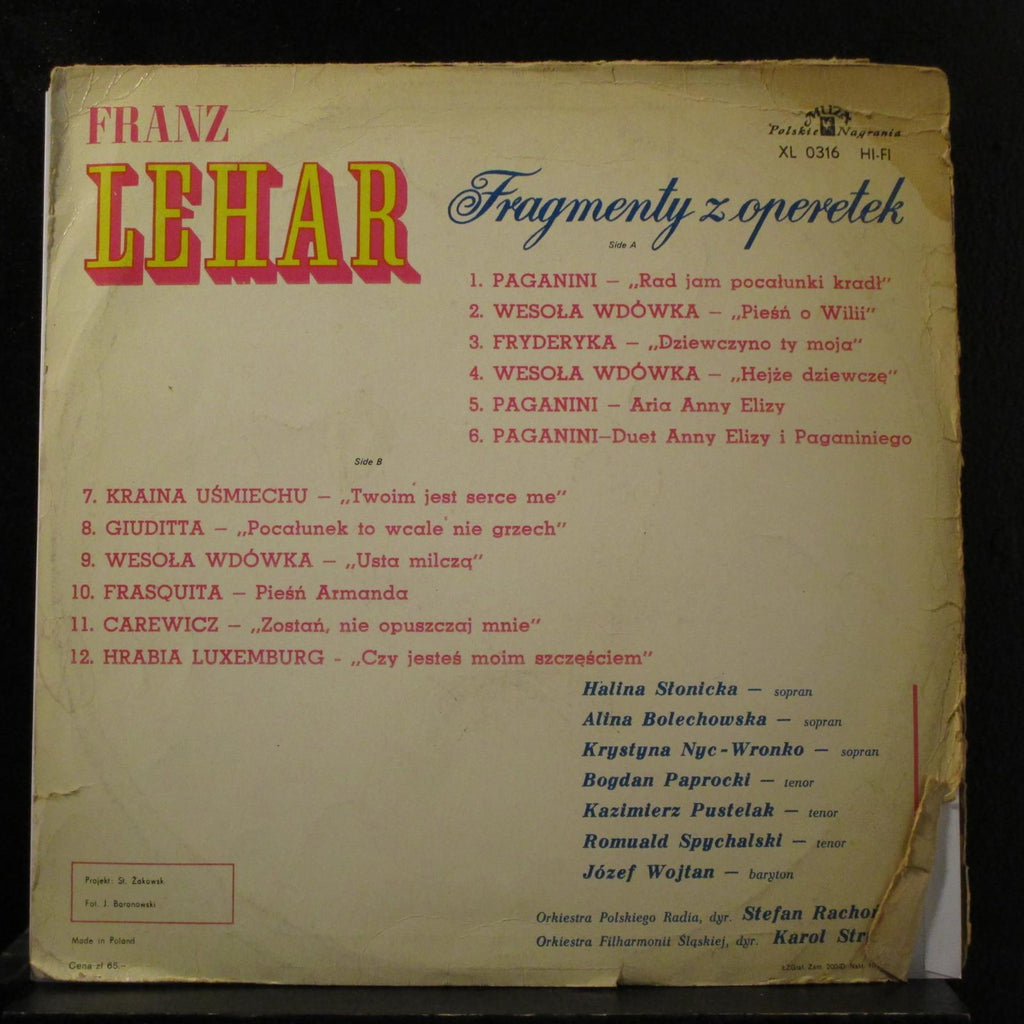 FRANZ
LEHAR
MUZA
Polskie Nagrania
XL 0316 HI-FI
Fragmenty z operetek
Side A
1. PAGANINI – „Rad jam pocałunki kradł”
2. WESOŁA WDÓWKA – „Pieśń o Wilii”
3. FRYDERYKA – „Dziewczyno ty moja”
4. WESOŁA WDÓWKA – „Hejże dziewczę”
5. PAGANINI – Aria Anny Elizy
6. PAGANINI–Duet Anny Elizy i Paganiniego
Side B
7. KRAINA UŚMIECHU – „Twoim jest serce me”
8. GIUDITTA – „Pocałunek to wcale nie grzech”
9. WESOŁA WDÓWKA – „Usta milczą”
10. FRASQUITA – Pieśń Armanda
11. CAREWICZ – „Zostań, nie opuszczaj mnie”
12. HRABIA LUXEMBURG - „Czy jesteś moim szczęściem”
Halina Słonicka – sopran
Alina Bolechowska – sopran
Krystyna Nyc-Wronko – sopran
Bogdan Paprocki – tenor
Kazimierz Pustelak – tenor
Romuald Spychalski – tenor
Józef Wojtan – baryton
Orkiestra Polskiego Radia, dyr. Stefan Rachoń
Orkiestra Filharmonii Śląskiej, dyr. Karol Str
Projekt: St. Żakowsk
Fot. J. Baranowski
Made in Poland
Cena zł 65.–